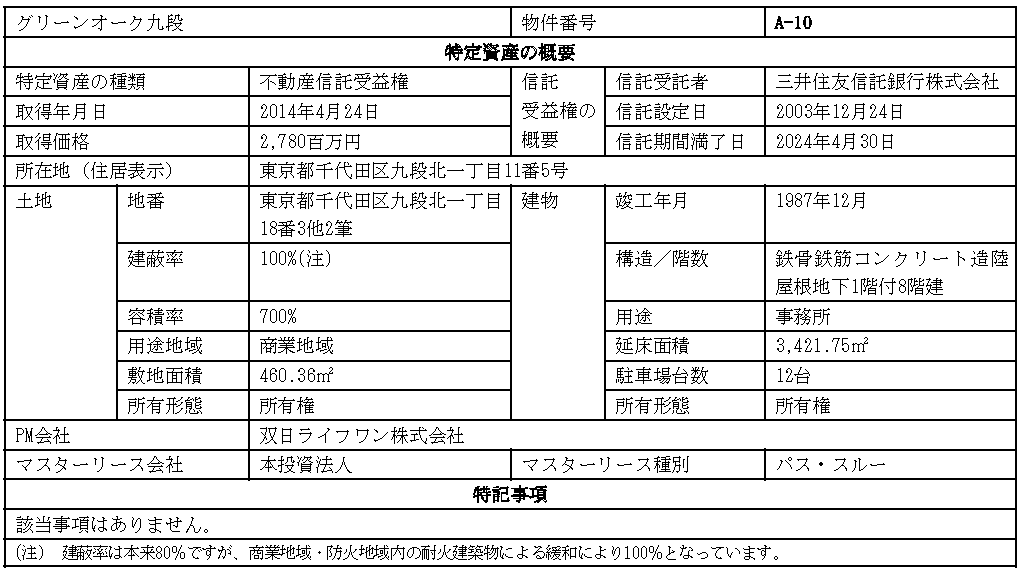 グリーンオーク九段 物件番号 A-10
特定資産の概要
特定資産の種類 不動産信託受益権 信託 信託受託者 三井住友信託銀行株式会社
取得年月日 2014年4月24日 受益権の 信託設定日 2003年12月24日
取得価格 2,780百万円 概要 信託期間満了日 2024年4月30日
所在地（住居表示） 東京都千代田区九段北一丁目11番5号
土地 地番 東京都千代田区九段北一丁目 建物 竣工年月 1987年12月
18番3他2筆
建蔽率 100%(注) 構造／階数 鉄骨鉄筋コンクリート造陸
屋根地下1階付8階建
容積率 700% 用途 事務所
用途地域 商業地域 延床面積 3,421.75㎡
敷地面積 460.36㎡ 駐車場台数 12台
所有形態 所有権 所有形態 所有権
PM会社 双日ライフワン株式会社
マスターリース会社 本投資法人 マスターリース種別 パス・スルー
特記事項
該当事項はありません。
(注) 建蔽率は本来80%ですが、商業地域・防火地域内の耐火建築物による緩和により100%となっています。